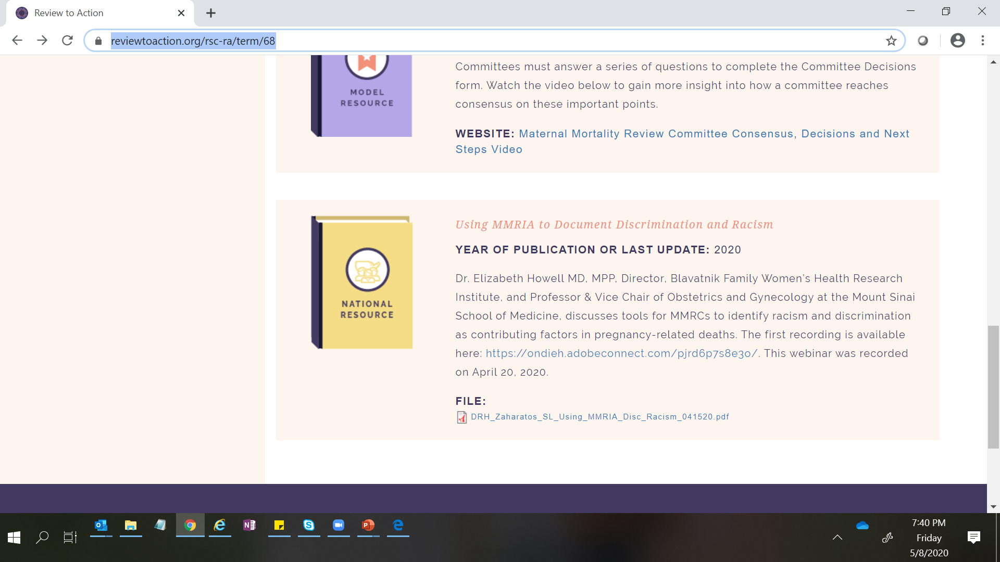 Review to Action
reviewtoaction.org/rsc-ra/term/68
MODEL
RESOURCE
Committees must answer a series of questions to complete the Committee Decisions
form. Watch the video below to gain more insight into how a committee reaches
consensus on these important points.
WEBSITE: Maternal Mortality Review Committee Consensus, Decisions and Next
Steps Video
NATIONAL
RESOURCE
Using MMRIA to Document Discrimination and Racism
YEAR OF PUBLICATION OR LAST UPDATE: 2020
Dr. Elizabeth Howell MD, MPP, Director, Blavatnik Family Women's Health Research
Institute, and Professor & Vice Chair of Obstetrics and Gynecology at the Mount Sinai
School of Medicine, discusses tools for MMRCs to identify racism and discrimination
as contributing factors in pregnancy-related deaths. The first recording is available
here: https://ondieh.adobeconnect.com/pjrd6p7s8e3o/. This webinar was recorded
on April 20, 2020.
FILE:
DRH_Zaharatos_SL_Using_MMRIA_Disc_Racism_041520.pdf
7:40 PM
Friday
5/8/2020